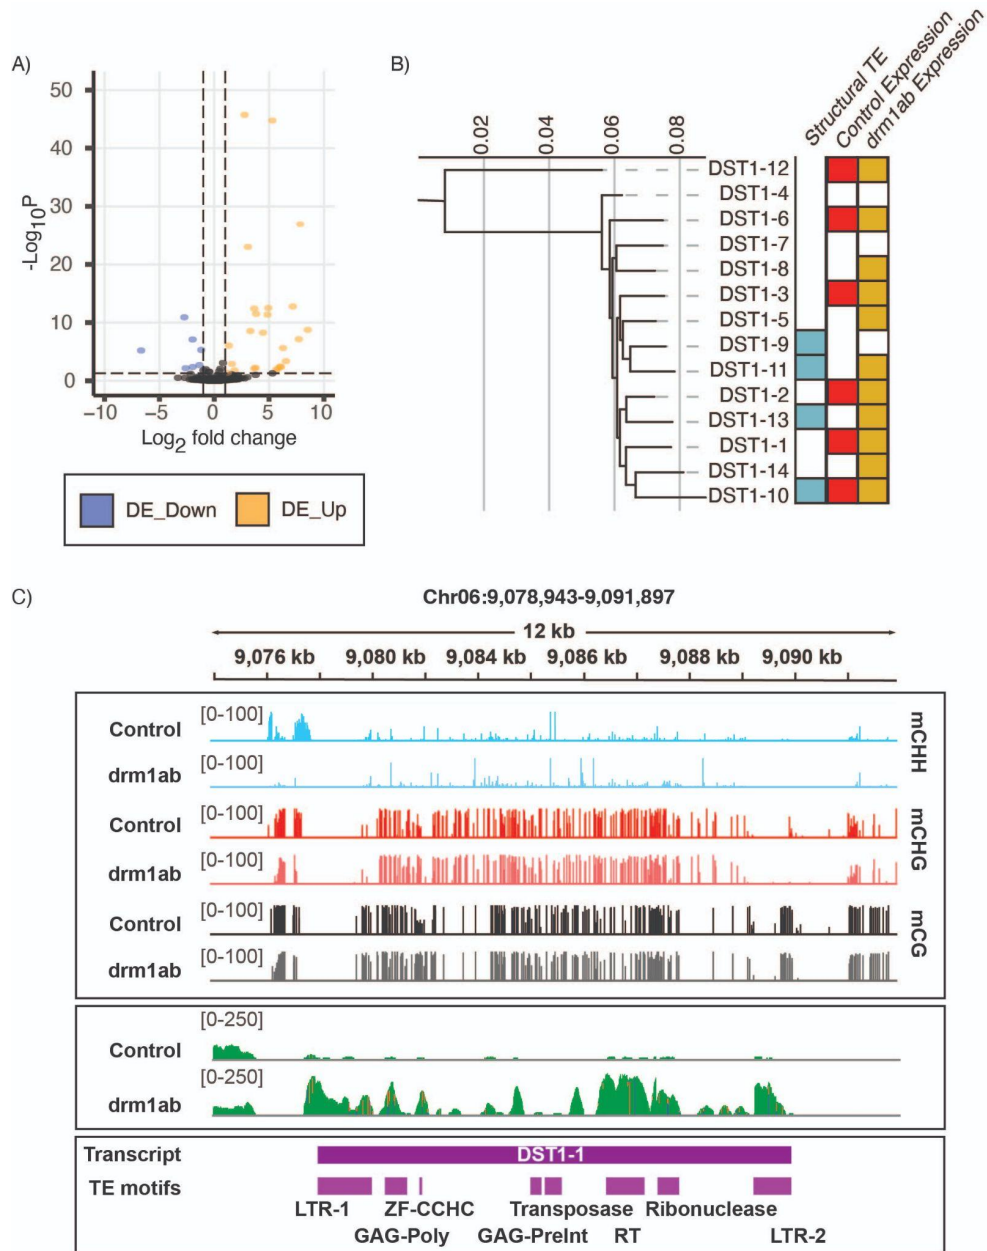 A)
50
40
30
20
10
0
-Log10P
−10 −5 0 5 10
Log2 fold change
DE_Down DE_Up
B)
0.02 0.04 0.06 0.08
Structural TE
Control Expression
drm1ab Expression
DST1-12
DST1-4
DST1-6
DST1-7
DST1-8
DST1-3
DST1-5
DST1-9
DST1-11
DST1-2
DST1-13
DST1-1
DST1-14
DST1-10
C)
Chr06:9,078,943-9,091,897
12 kb
9,076 kb 9,080 kb 9,084 kb 9,086 kb 9,088 kb 9,090 kb
Control [0-100]
drm1ab [0-100]
mCHH
Control [0-100]
drm1ab [0-100]
mCHG
Control [0-100]
drm1ab [0-100]
mCG
[0-250]
Control
[0-250]
drm1ab
Transcript DST1-1
TE motifs
LTR-1 ZF-CCHC Transposase Ribonuclease
GAG-Poly GAG-PreInt RT LTR-2